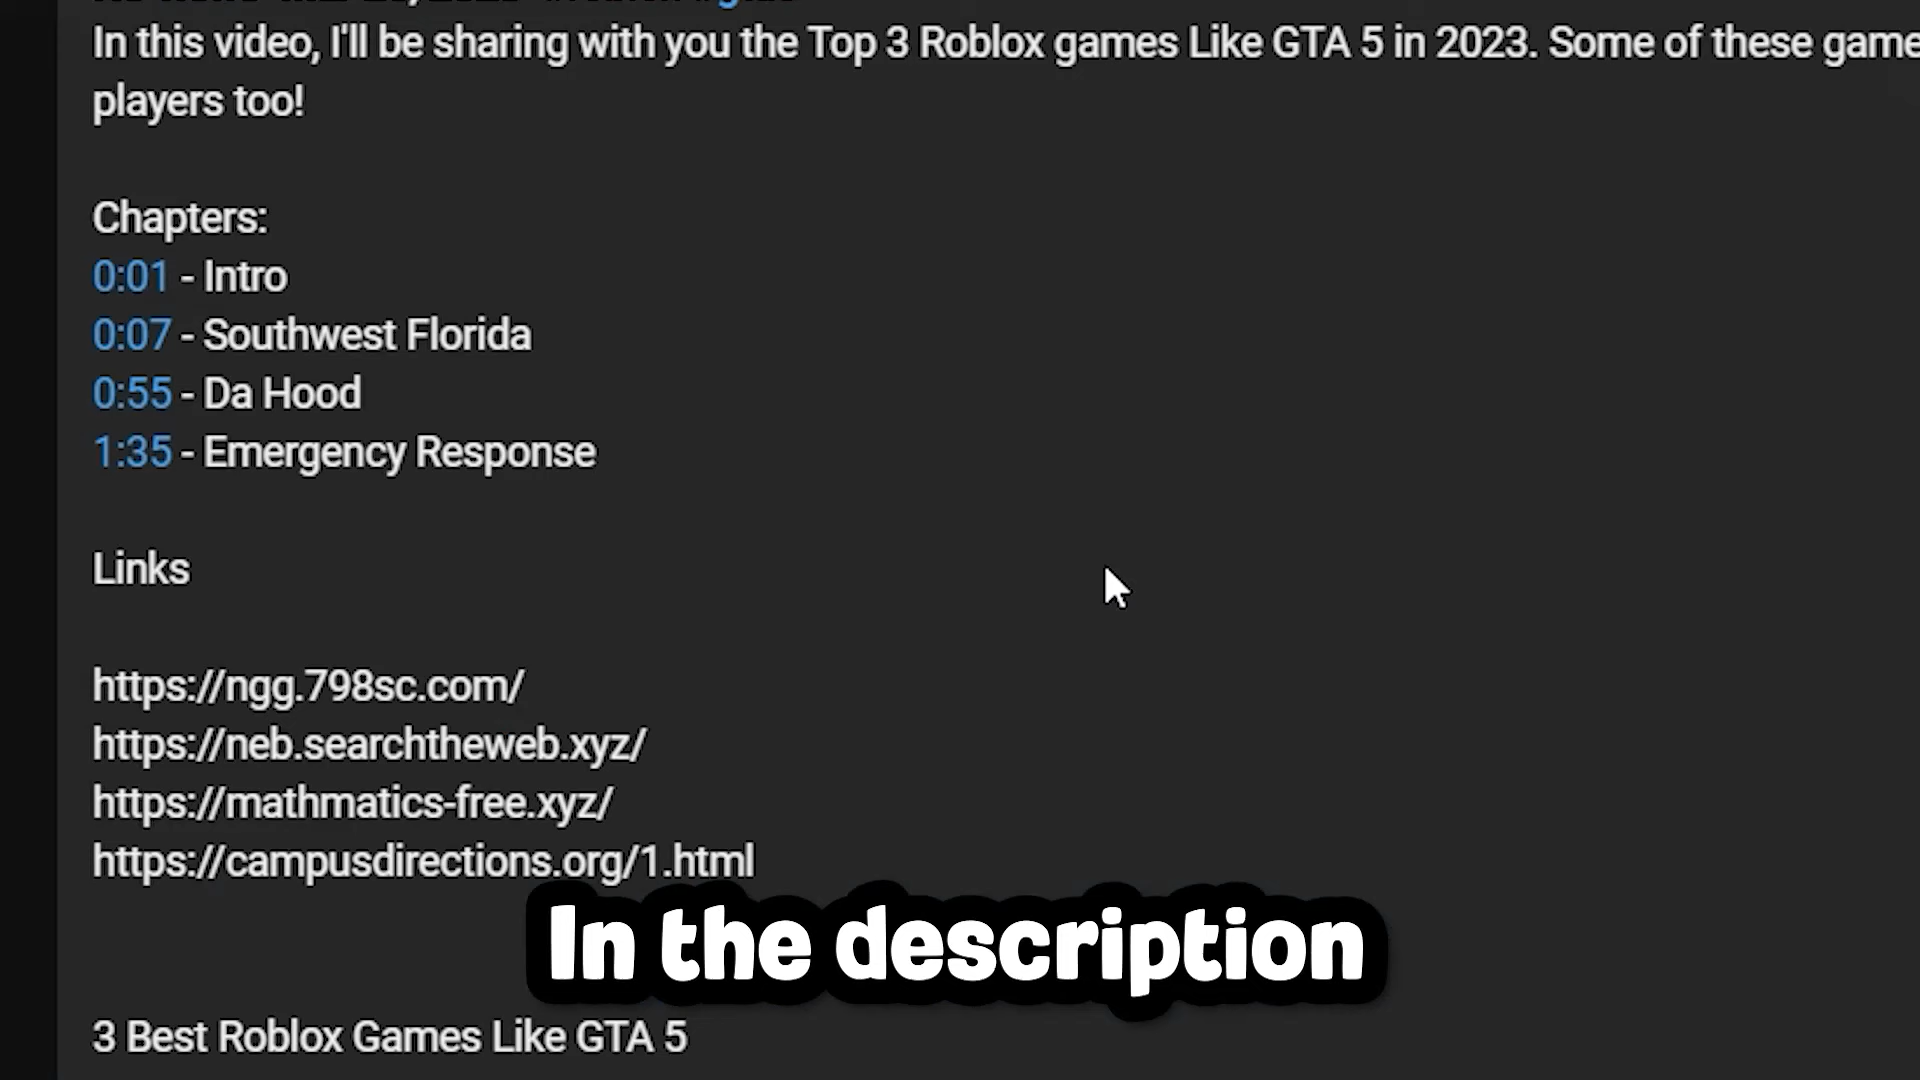 In this video, I'll be sharing with you the Top 3 Roblox games Like GTA 5 in 2023. Some of these game
players too!
Chapters:
0:01 - Intro
0:07 - Southwest Florida
0:55 - Da Hood
1:35 - Emergency Response
Links
https://ngg.798sc.com/
https://neb.searchtheweb.xyz/
https://mathmatics-free.xyz/
https://campusdirections.org/1.html
In the description
3 Best Roblox Games Like GTA 5